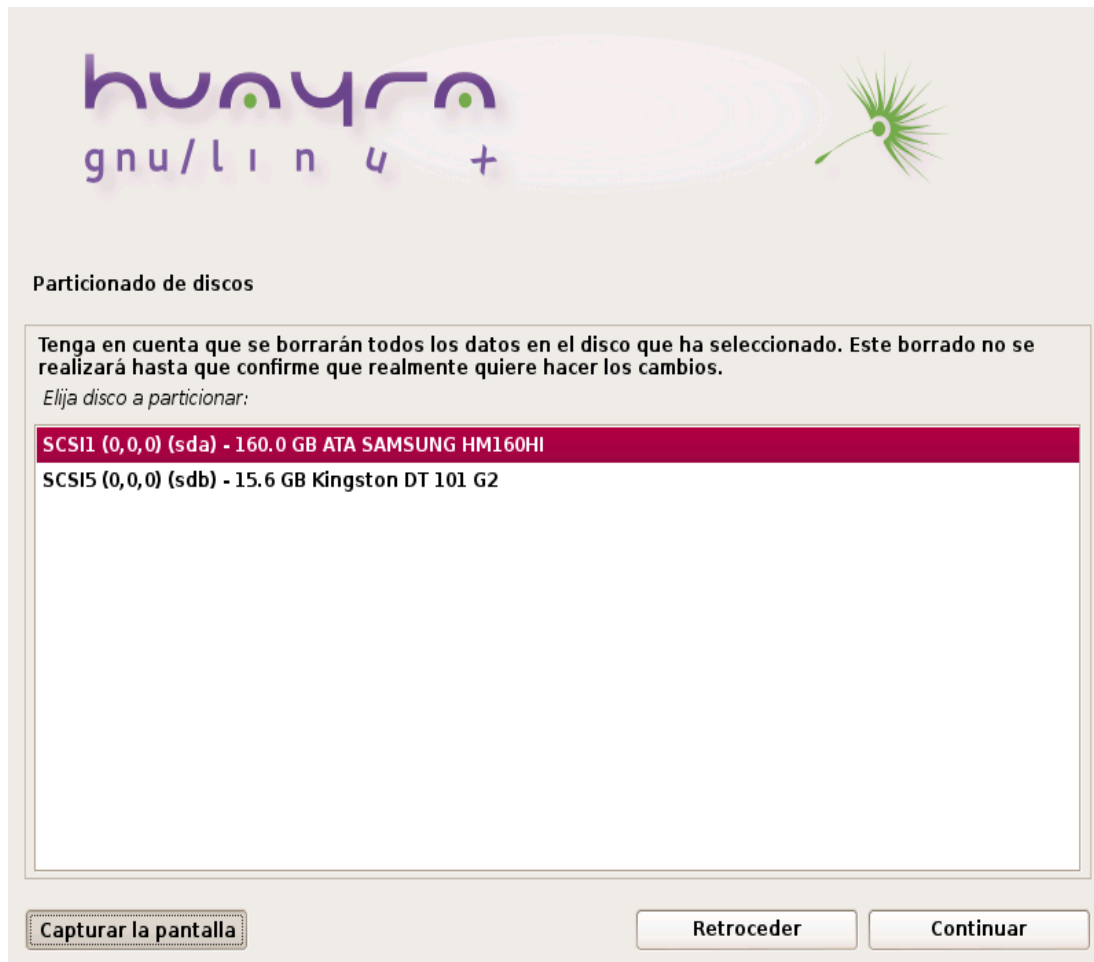 huayra
gnu/linux +
Particionado de discos
Tenga en cuenta que se borrarán todos los datos en el disco que ha seleccionado. Este borrado no se
realizará hasta que confirme que realmente quiere hacer los cambios.
Elija disco a particionar:
SCSI1 (0,0,0) (sda) - 160.0 GB ATA SAMSUNG HM160HI
SCSI5 (0,0,0) (sdb) - 15.6 GB Kingston DT 101 G2
Capturar la pantalla
Retroceder
Continuar